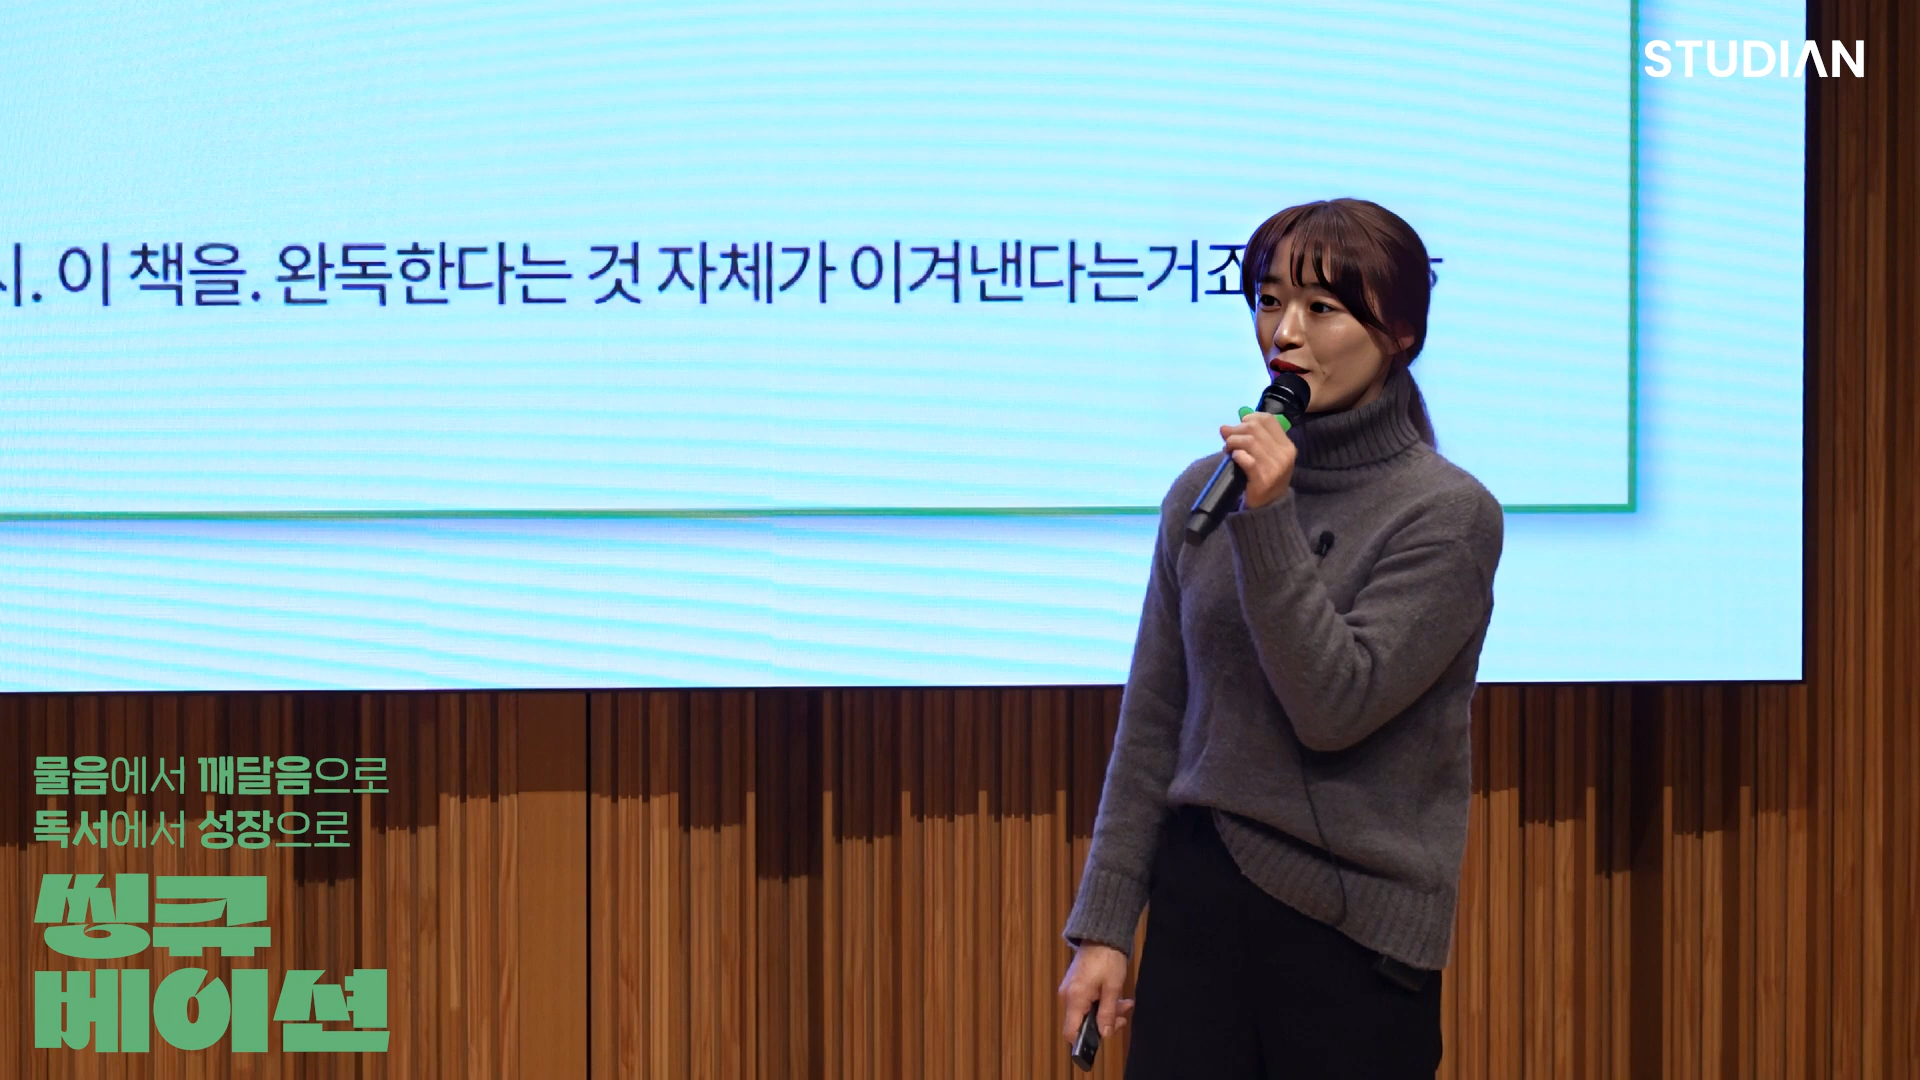 STUDIAN
. 이 책을. 완독한다는 것 자체가 이겨낸다는거죠
물음에서 깨달음으로
독서에서 성장으로
씽큐
베이션